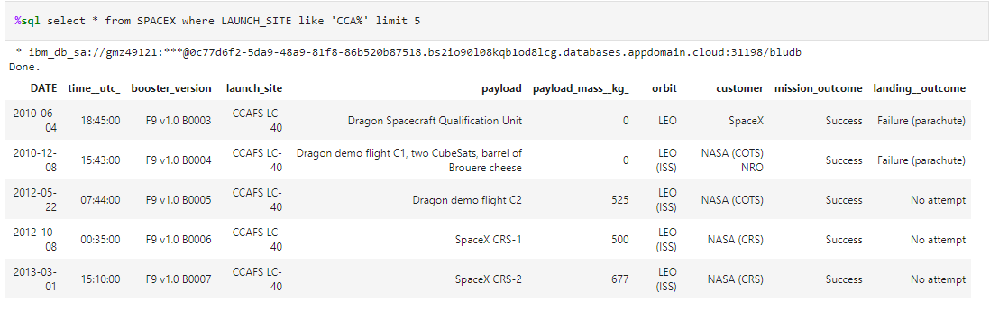 %sql select * from SPACEX where LAUNCH_SITE like 'CCA%' limit 5
* ibm_db_sa://gmz49121:***@0c77d6f2-5da9-48a9-81f8-86b520b87518.bs2io90l08kqb1od8lcg.databases.appdomain.cloud:31198/bludb
Done.
DATE time__utc_ booster_version launch_site payload payload_mass__kg_ orbit customer mission_outcome landing__outcome
2010-06-04 18:45:00 F9 v1.0 B0003 CCAFS LC-40 Dragon Spacecraft Qualification Unit 0 LEO SpaceX Success Failure (parachute)
2010-12-08 15:43:00 F9 v1.0 B0004 CCAFS LC-40 Dragon demo flight C1, two CubeSats, barrel of Brouere cheese 0 LEO (ISS) NASA (COTS) NRO Success Failure (parachute)
2012-05-22 07:44:00 F9 v1.0 B0005 CCAFS LC-40 Dragon demo flight C2 525 LEO (ISS) NASA (COTS) Success No attempt
2012-10-08 00:35:00 F9 v1.0 B0006 CCAFS LC-40 SpaceX CRS-1 500 LEO (ISS) NASA (CRS) Success No attempt
2013-03-01 15:10:00 F9 v1.0 B0007 CCAFS LC-40 SpaceX CRS-2 677 LEO (ISS) NASA (CRS) Success No attempt